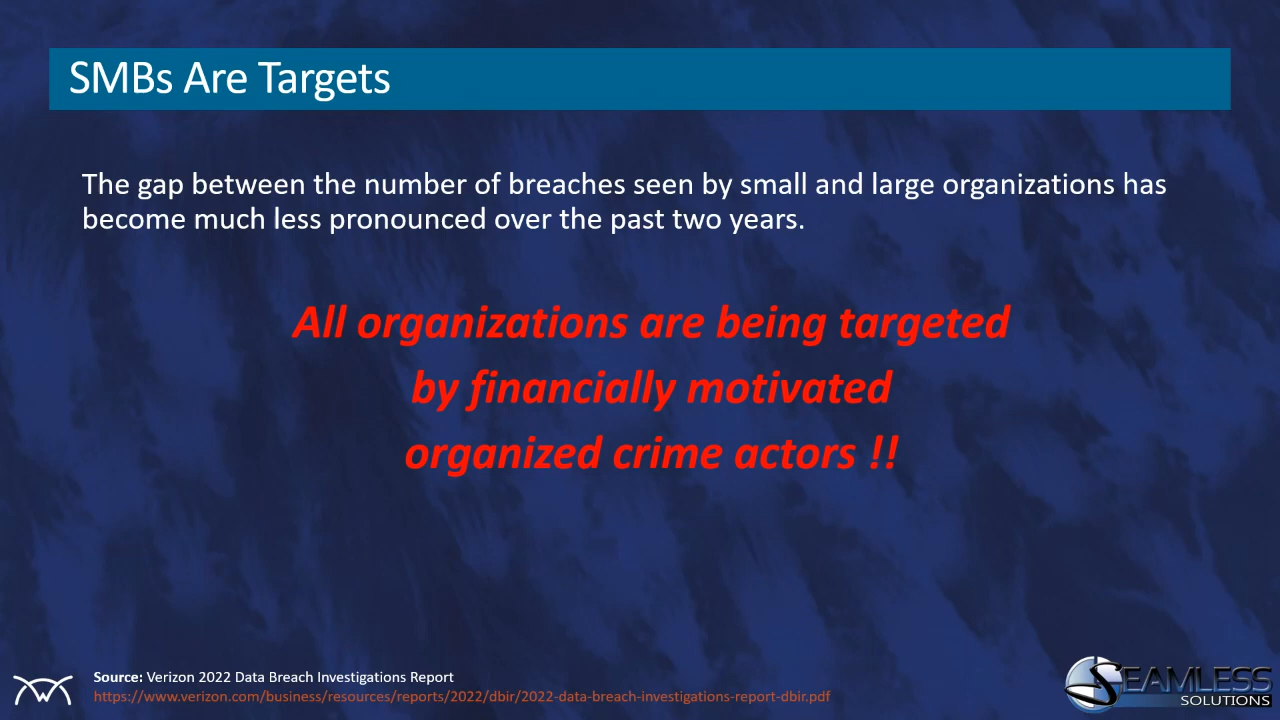 SMBs Are Targets
The gap between the number of breaches seen by small and large organizations has
become much less pronounced over the past two years.
All organizations are being targeted
by financially motivated
organized crime actors !!
Source: Verizon 2022 Data Breach Investigations Report
https://www.verizon.com/business/resources/reports/2022/dbir/2022-data-breach-investigations-report-dbir.pdf
SEAMLESS
SOLUTIONS